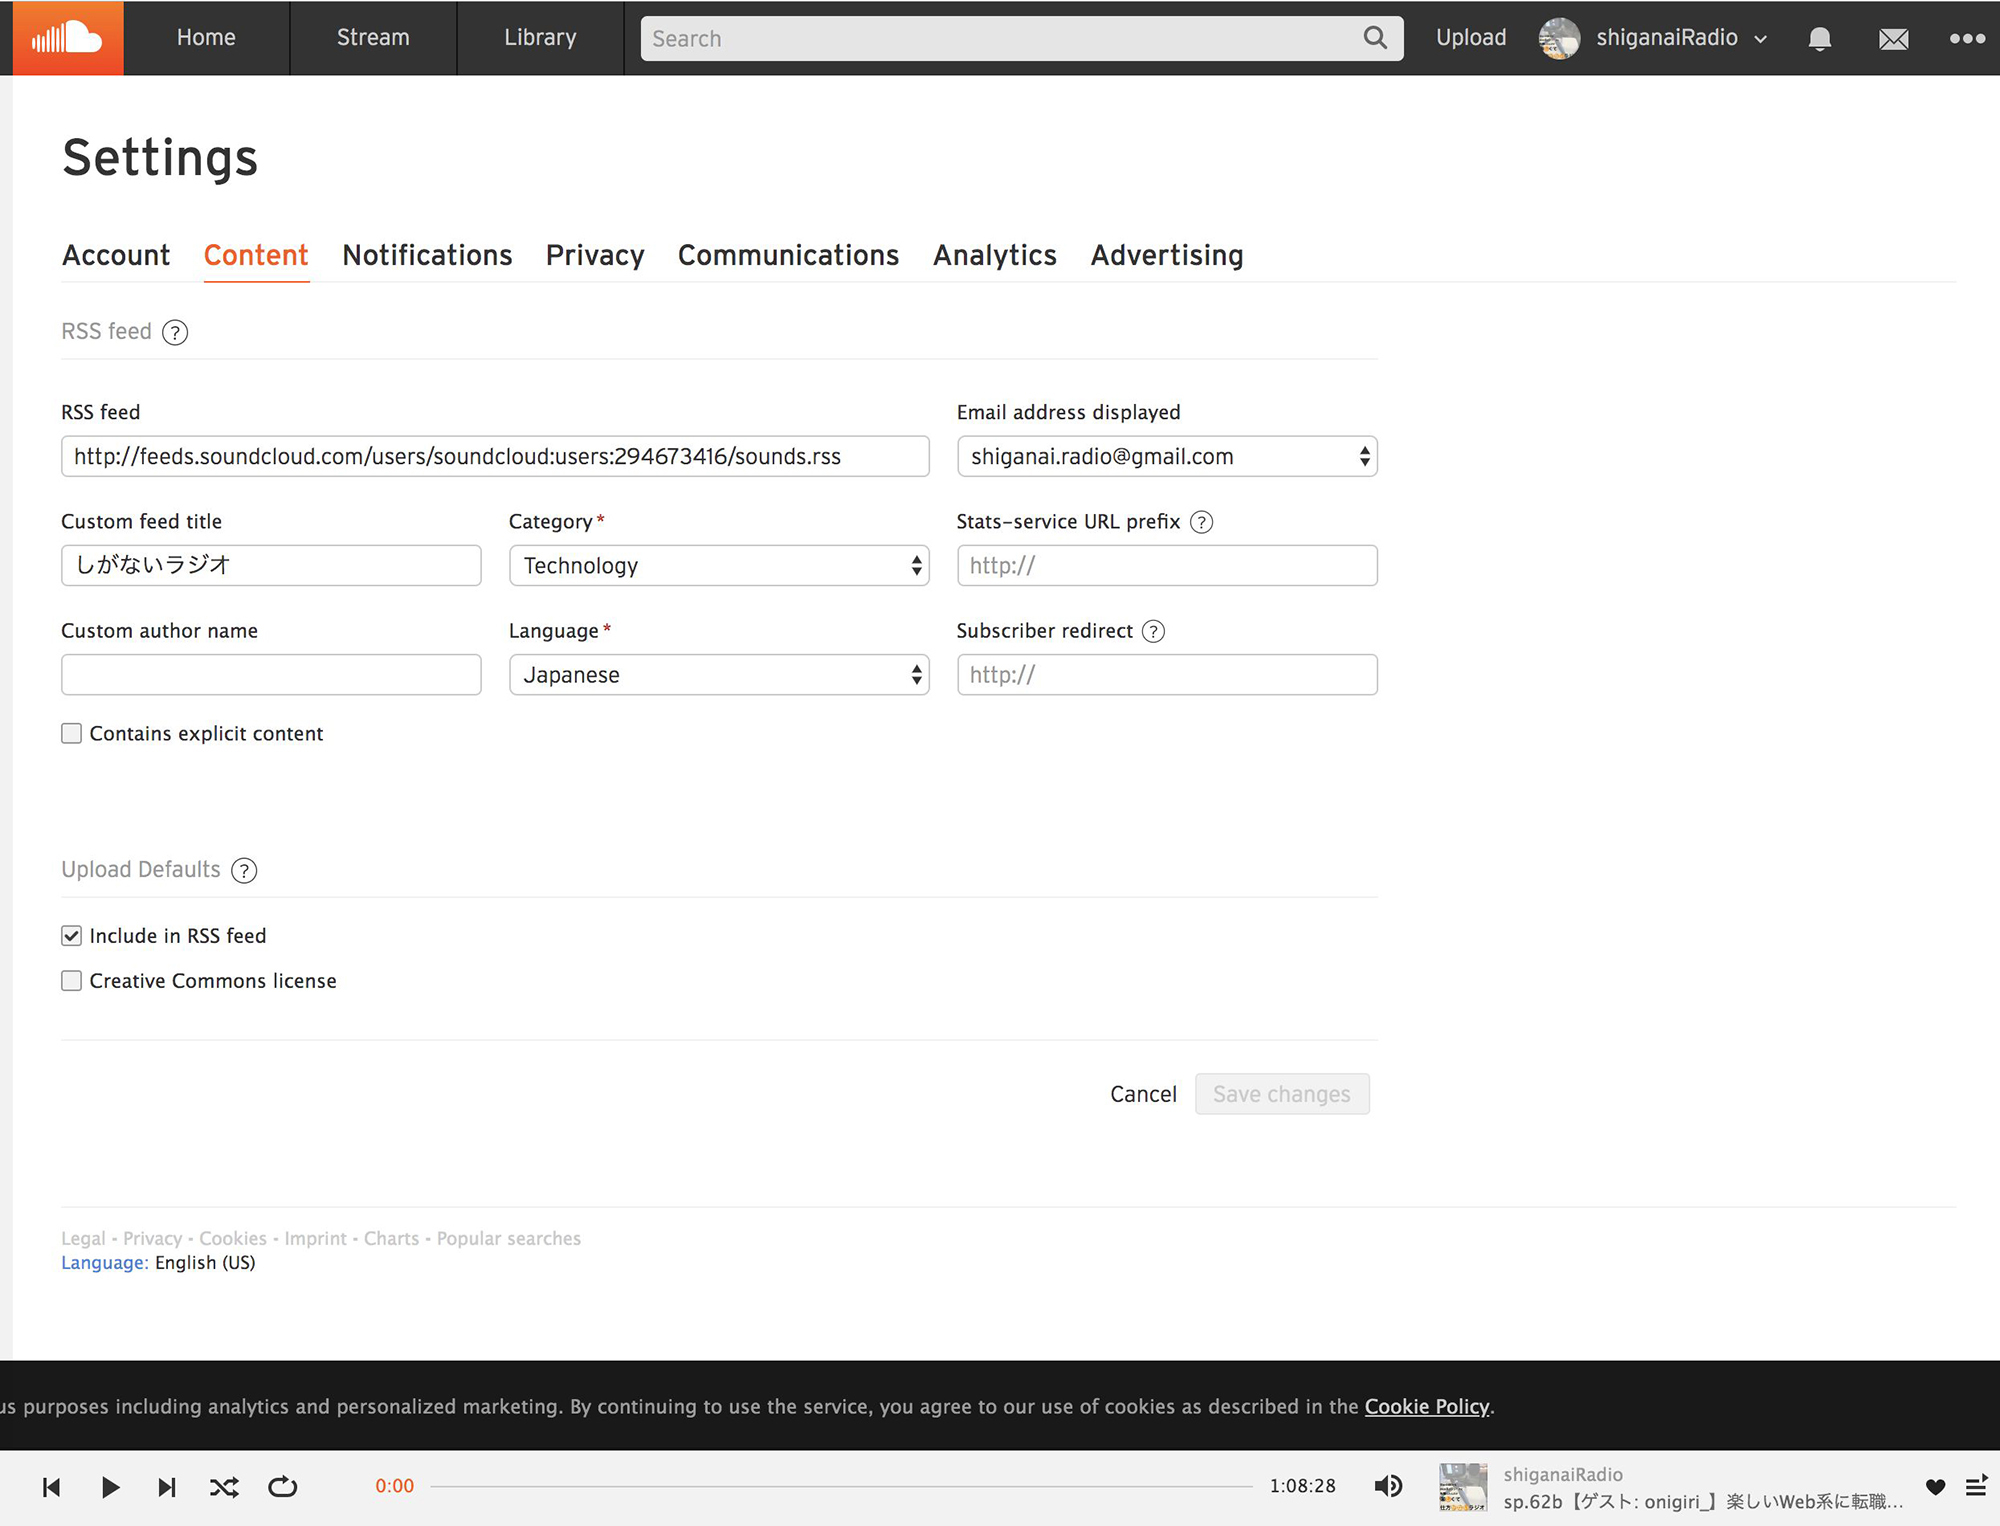 Home Stream Library Search Upload shiganaiRadio
Settings
Account Content Notifications Privacy Communications Analytics Advertising
RSS feed ?
RSS feed Email address displayed
http://feeds.soundcloud.com/users/soundcloud:users:294673416/sounds.rss shiganai.radio@gmail.com
Custom feed title Category* Stats-service URL prefix ?
しがないラジオ Technology http://
Custom author name Language* Subscriber redirect ?
Japanese http://
Contains explicit content
Upload Defaults ?
Include in RSS feed
Creative Commons license
Cancel Save changes
Legal - Privacy - Cookies - Imprint - Charts - Popular searches
Language: English (US)
us purposes including analytics and personalized marketing. By continuing to use the service, you agree to our use of cookies as described in the Cookie Policy.
0:00 1:08:28
shiganaiRadio
sp.62b【ゲスト: onigiri_】楽しいWeb系に転職...